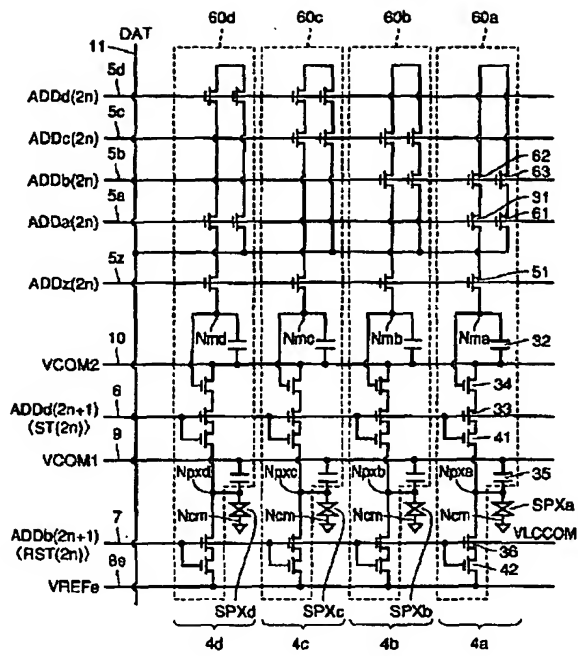 DAT
60d 60c 60b 60a
11
5d
ADDd(2n)
5c
ADDc(2n)
5b
ADDb(2n)
62
63
5a
ADDa(2n)
31
61
5z
ADDz(2n)
51
Nmd Nmc Nmb Nma
32
10
VCOM2
34
6
ADDd(2n+1)
⟨ST(2n)⟩
33
41
9
VCOM1
Npxd Npxc Npxb Npxa
35
Ncm Ncm Ncm Ncm
SPXa
VLCCOM
7
ADDb(2n+1)
⟨RST(2n)⟩
36
42
8e
VREFe
SPXd SPXc SPXb
4d 4c 4b 4a